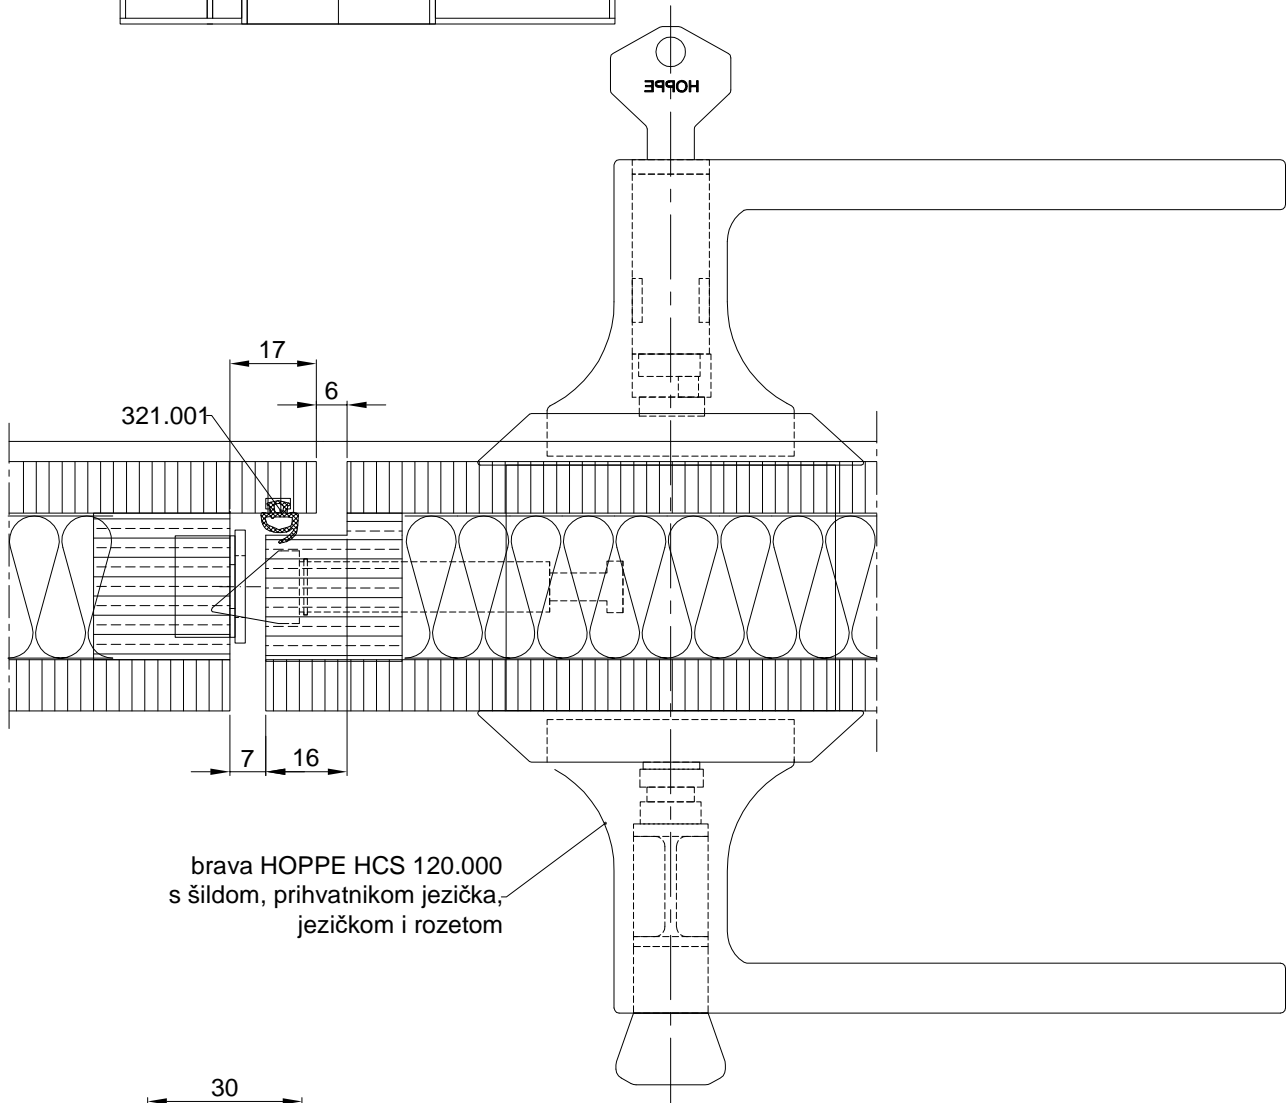 HOPPE
17
6
321.001
7
16
brava HOPPE HCS 120.000
s šildom, prihvatnikom jezička,
jezičkom i rozetom
30